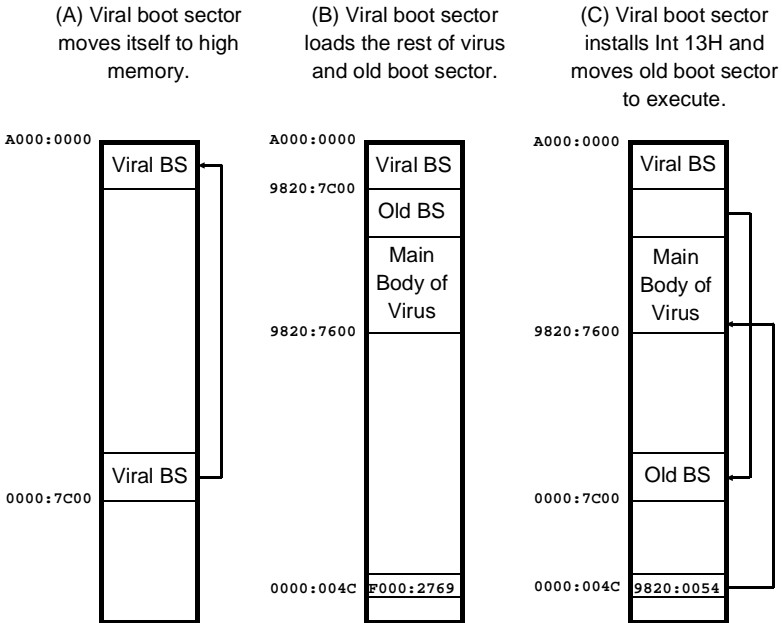 (A) Viral boot sector
moves itself to high
memory.
A000:0000
Viral BS
Viral BS
0000:7C00
(B) Viral boot sector
loads the rest of virus
and old boot sector.
A000:0000
Viral BS
9820:7C00
Old BS
Main
Body of
Virus
9820:7600
0000:004C F000:2769
(C) Viral boot sector
installs Int 13H and
moves old boot sector
to execute.
A000:0000
Viral BS
Main
Body of
Virus
9820:7600
Old BS
0000:7C00
0000:004C 9820:0054